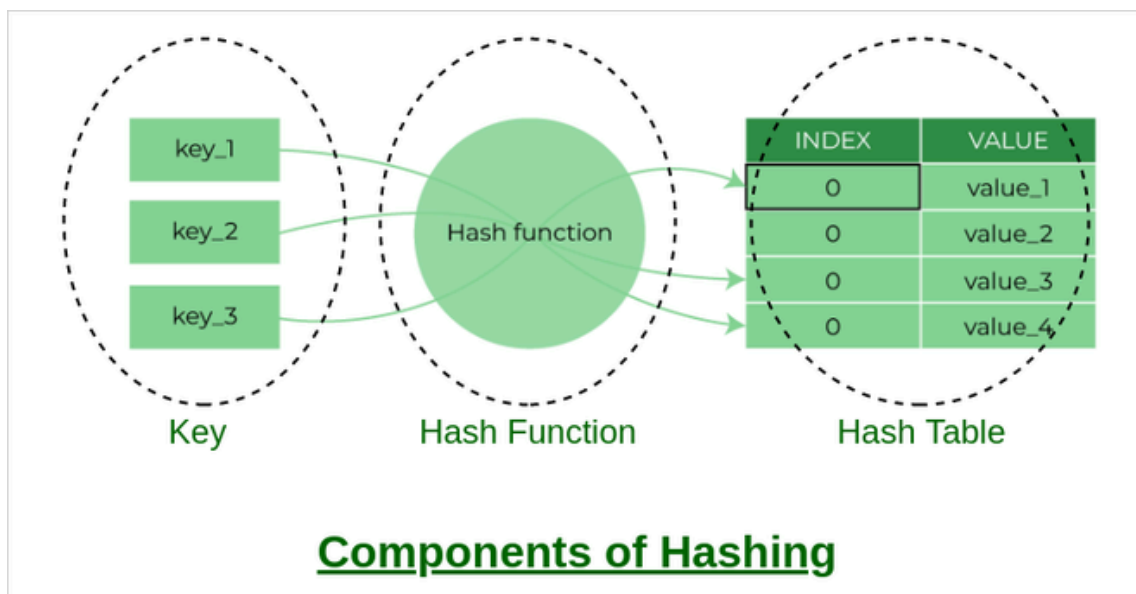 key_1
key_2
key_3
Hash function
INDEX VALUE
0 value_1
0 value_2
0 value_3
0 value_4
Key
Hash Function
Hash Table
Components of Hashing